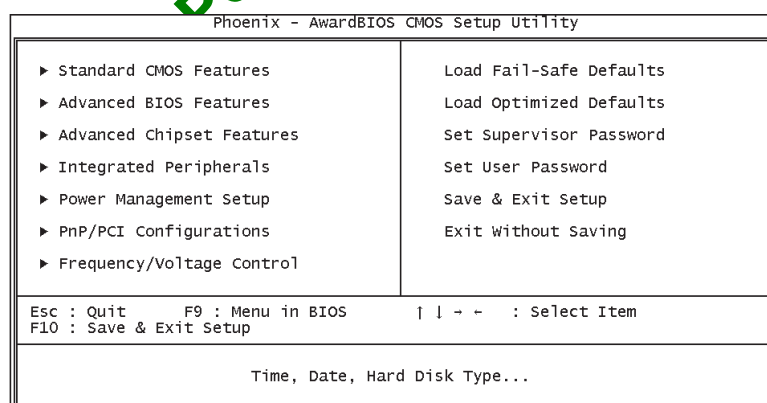 Phoenix - AwardBIOS CMOS Setup Utility
▶ Standard CMOS Features
▶ Advanced BIOS Features
▶ Advanced Chipset Features
▶ Integrated Peripherals
▶ Power Management Setup
▶ PnP/PCI Configurations
▶ Frequency/Voltage Control
Load Fail-Safe Defaults
Load Optimized Defaults
Set Supervisor Password
Set User Password
Save & Exit Setup
Exit Without Saving
Esc : Quit F9 : Menu in BIOS ↑ ↓ → ← : Select Item
F10 : Save & Exit Setup
Time, Date, Hard Disk Type...